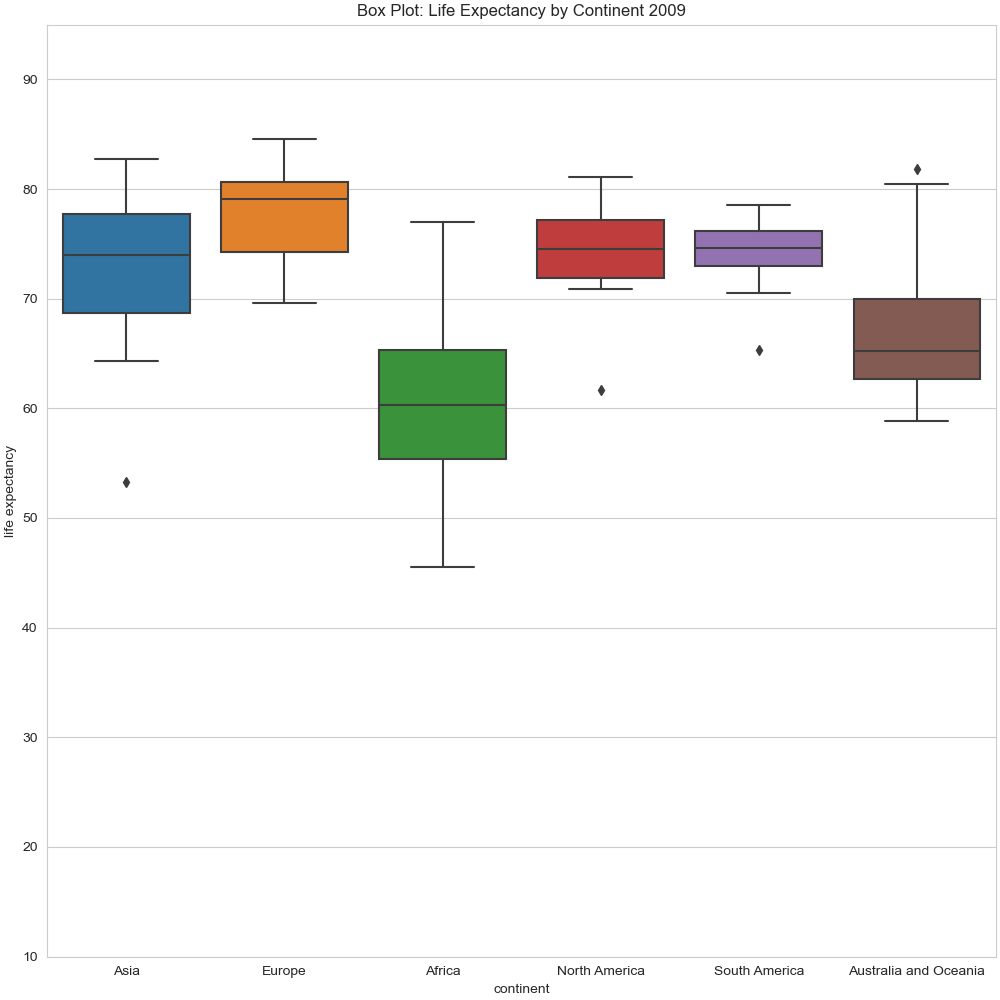 Box Plot: Life Expectancy by Continent 2009
life expectancy
90
80
70
60
50
40
30
20
10
Asia
Europe
Africa
North America
South America
Australia and Oceania
continent